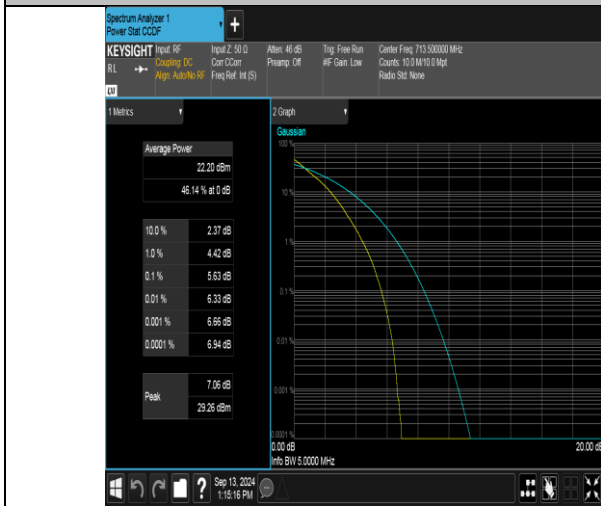 Spectrum Analyzer 1
Power Stat CCDF
+
KEYSIGHT Input: RF Input Z: 50 Ω Atten: 46 dB Trig: Free Run Center Freq: 713.500000 MHz
RL Coupling: DC Corr CCorr Preamp: Off #IF Gain: Low Counts: 10.0 M/10.0 Mpt
Align: Auto/No RF Freq Ref: Int (S) Radio Std: None
LXI
1 Metrics
2 Graph
Average Power
22.20 dBm
46.14 % at 0 dB
10.0 % 2.37 dB
1.0 % 4.42 dB
0.1 % 5.63 dB
0.01 % 6.33 dB
0.001 % 6.66 dB
0.0001 % 6.94 dB
Peak 7.06 dB
29.26 dBm
Gaussian
100 %
10 %
1 %
0.1 %
0.01 %
0.001 %
0.0001 %
0.00 dB 20.00 dB
Info BW 5.0000 MHz
? Sep 13, 2024
1:15:16 PM